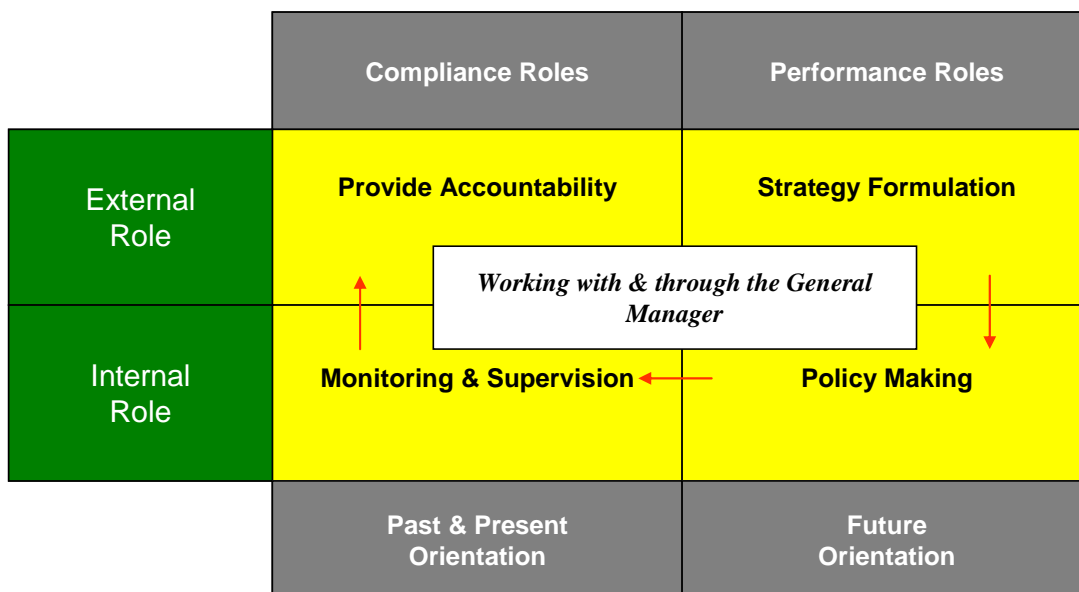 Compliance Roles
Performance Roles
External
Role
Provide Accountability
Strategy Formulation
Working with & through the General
Manager
Internal
Role
Monitoring & Supervision
Policy Making
Past & Present
Orientation
Future
Orientation